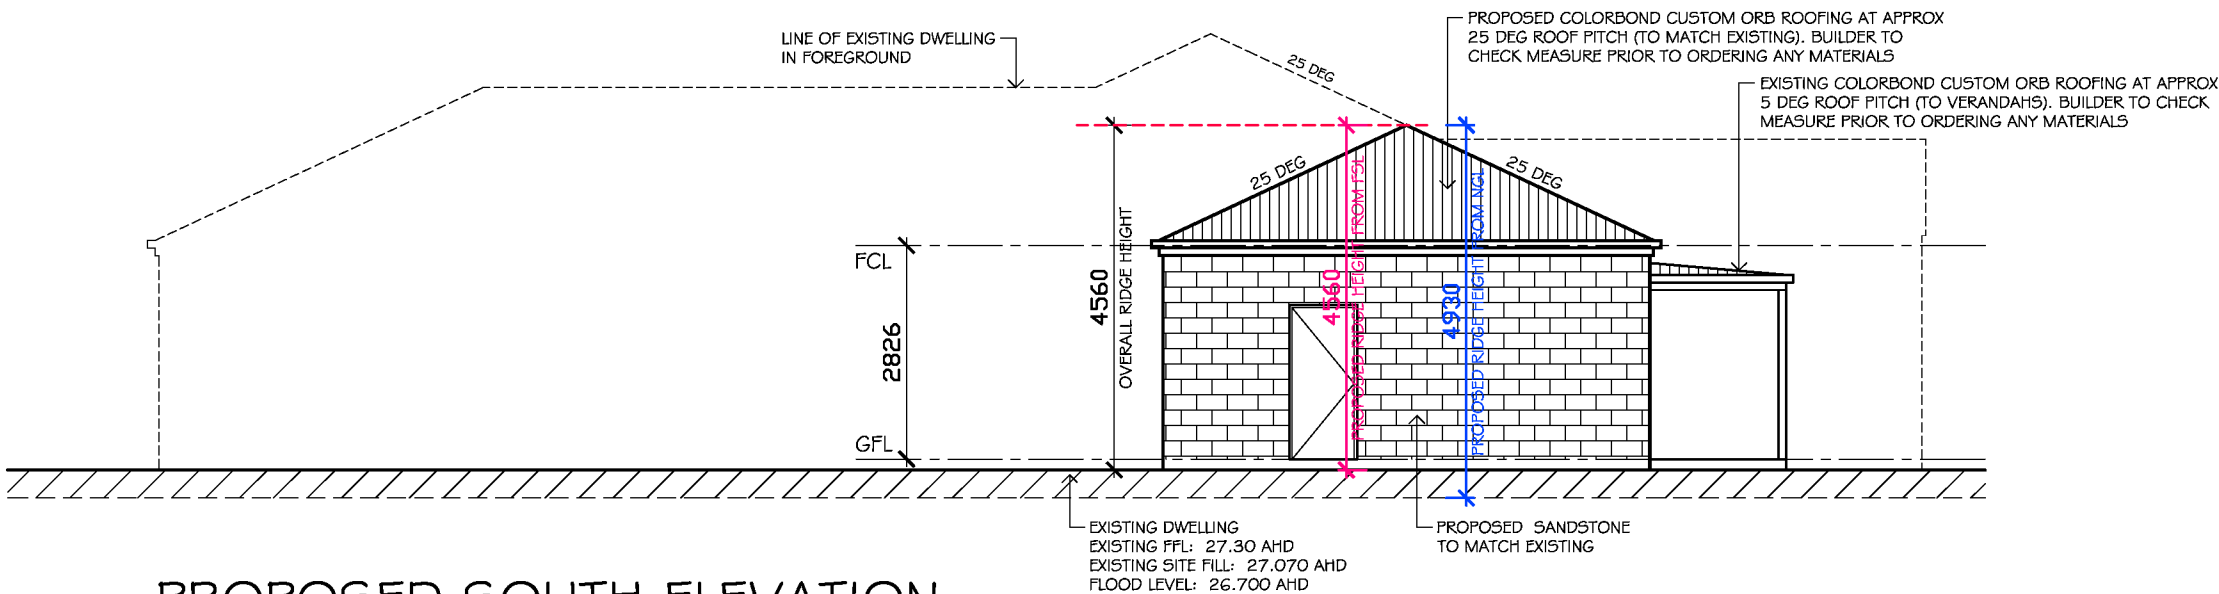 LINE OF EXISTING DWELLING
IN FOREGROUND
25 DEG
PROPOSED COLORBOND CUSTOM ORB ROOFING AT APPROX
25 DEG ROOF PITCH (TO MATCH EXISTING). BUILDER TO
CHECK MEASURE PRIOR TO ORDERING ANY MATERIALS
EXISTING COLORBOND CUSTOM ORB ROOFING AT APPROX
5 DEG ROOF PITCH (TO VERANDAHS). BUILDER TO CHECK
MEASURE PRIOR TO ORDERING ANY MATERIALS
25 DEG
25 DEG
FCL
2826
GFL
4560
OVERALL RIDGE HEIGHT
4560
PROPOSED RIDGE HEIGHT FROM FSL
4930
PROPOSED RIDGE HEIGHT FROM NGL
EXISTING DWELLING
EXISTING FFL: 27.30 AHD
EXISTING SITE FILL: 27.070 AHD
FLOOD LEVEL: 26.700 AHD
PROPOSED SANDSTONE
TO MATCH EXISTING
PROPOSED SOUTH ELEVATION